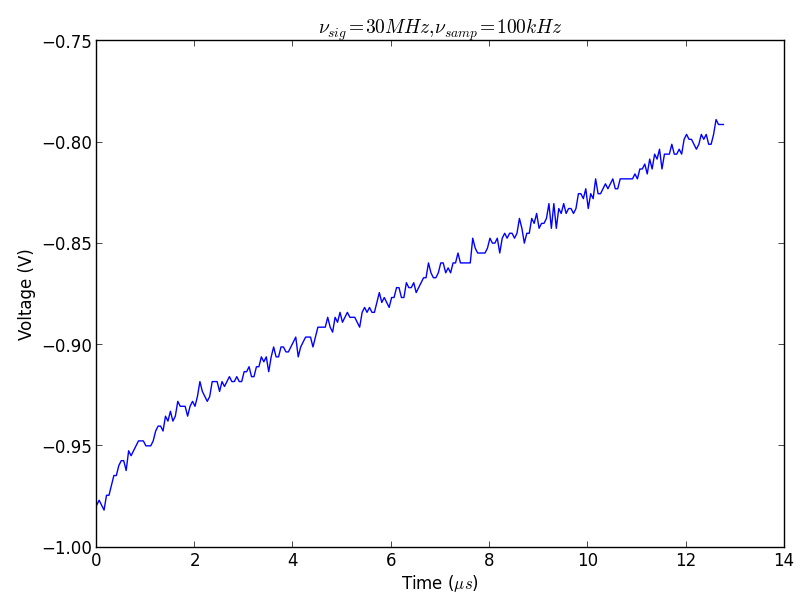 ν_sig = 30MHz, ν_samp = 100kHz
−0.75
−0.80
−0.85
−0.90
−0.95
−1.00
Voltage (V)
0 2 4 6 8 10 12 14
Time (μs)